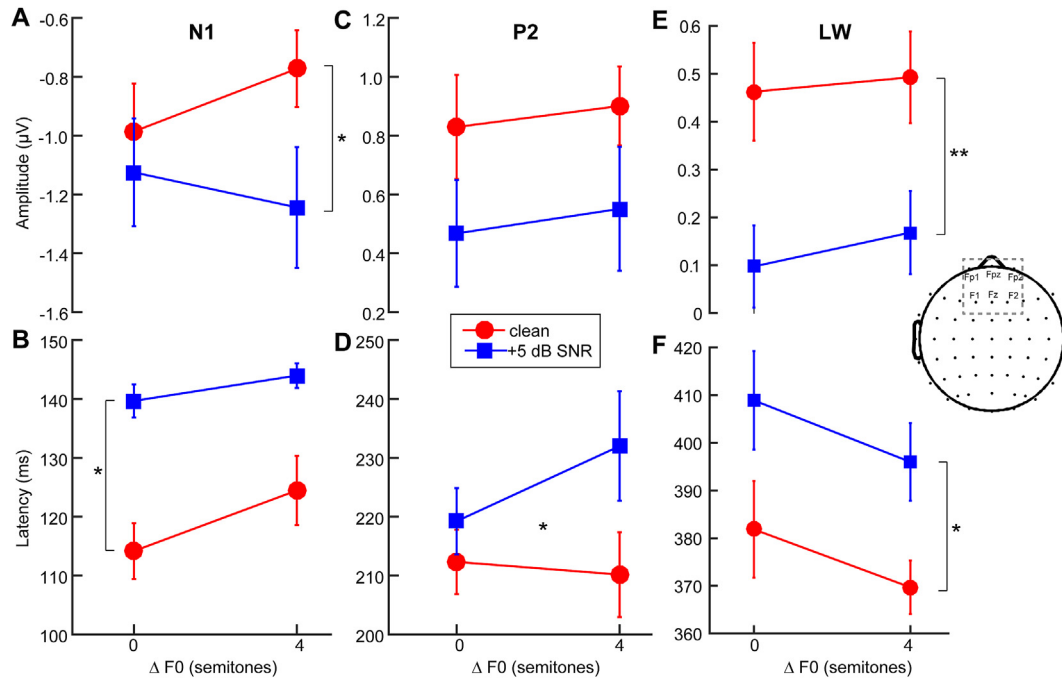 A
N1
-0.6
-0.8
-1.0
-1.2
-1.4
-1.6
Amplitude (µV)
*
C
P2
1.2
1.0
0.8
0.6
0.4
0.2
E
LW
0.6
0.5
0.4
0.3
0.2
0.1
0
**
Fp1 Fpz Fp2
F1 Fz F2
clean
+5 dB SNR
B
150
140
130
120
110
100
Latency (ms)
*
0 4
Δ F0 (semitones)
D
250
240
230
220
210
200
*
0 4
Δ F0 (semitones)
F
420
410
400
390
380
370
360
*
0 4
Δ F0 (semitones)